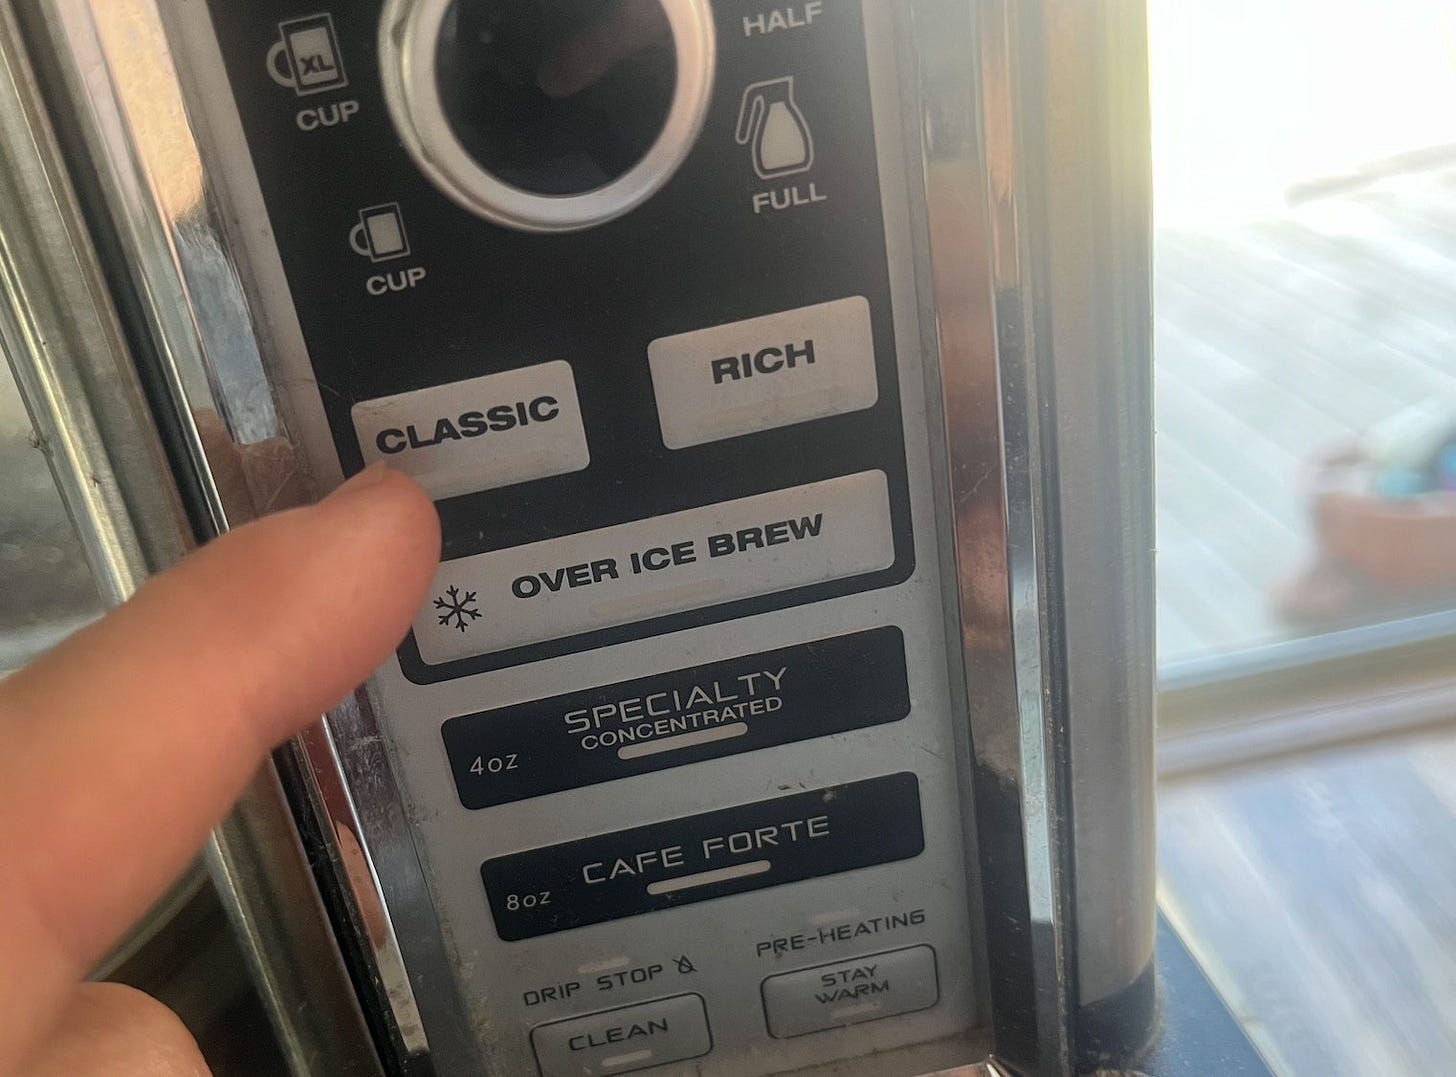 HALF
XL
CUP
FULL
CUP
CLASSIC
RICH
OVER ICE BREW
SPECIALTY
CONCENTRATED
4oz
CAFE FORTE
8oz
DRIP STOP
PRE-HEATING
CLEAN
STAY
WARM